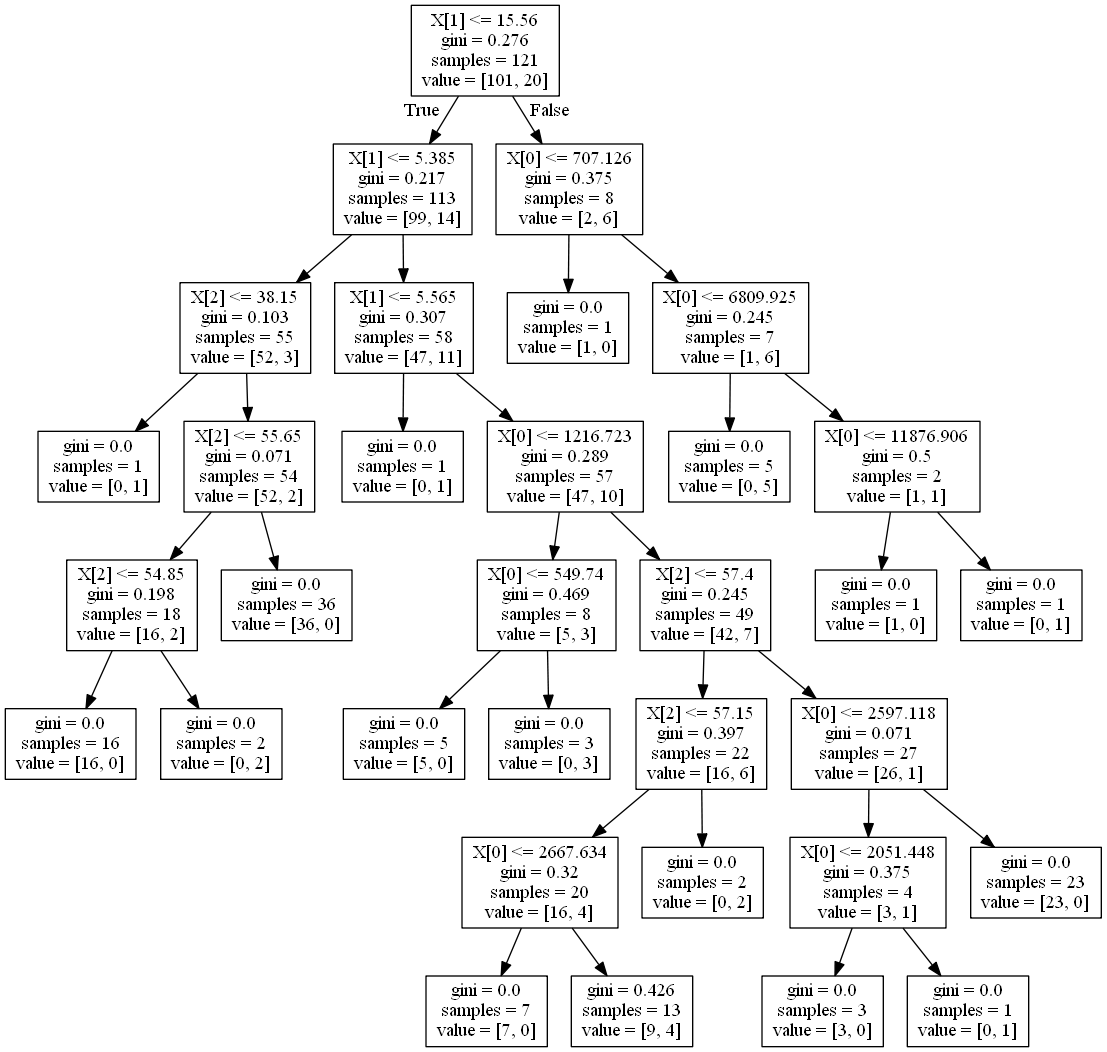 X[1] <= 15.56
gini = 0.276
samples = 121
value = [101, 20]
True
False
X[1] <= 5.385
gini = 0.217
samples = 113
value = [99, 14]
X[0] <= 707.126
gini = 0.375
samples = 8
value = [2, 6]
X[2] <= 38.15
gini = 0.103
samples = 55
value = [52, 3]
X[1] <= 5.565
gini = 0.307
samples = 58
value = [47, 11]
gini = 0.0
samples = 1
value = [1, 0]
X[0] <= 6809.925
gini = 0.245
samples = 7
value = [1, 6]
gini = 0.0
samples = 1
value = [0, 1]
X[2] <= 55.65
gini = 0.071
samples = 54
value = [52, 2]
gini = 0.0
samples = 1
value = [0, 1]
X[0] <= 1216.723
gini = 0.289
samples = 57
value = [47, 10]
gini = 0.0
samples = 5
value = [0, 5]
X[0] <= 11876.906
gini = 0.5
samples = 2
value = [1, 1]
X[2] <= 54.85
gini = 0.198
samples = 18
value = [16, 2]
gini = 0.0
samples = 36
value = [36, 0]
X[0] <= 549.74
gini = 0.469
samples = 8
value = [5, 3]
X[2] <= 57.4
gini = 0.245
samples = 49
value = [42, 7]
gini = 0.0
samples = 1
value = [1, 0]
gini = 0.0
samples = 1
value = [0, 1]
gini = 0.0
samples = 16
value = [16, 0]
gini = 0.0
samples = 2
value = [0, 2]
gini = 0.0
samples = 5
value = [5, 0]
gini = 0.0
samples = 3
value = [0, 3]
X[2] <= 57.15
gini = 0.397
samples = 22
value = [16, 6]
X[0] <= 2597.118
gini = 0.071
samples = 27
value = [26, 1]
X[0] <= 2667.634
gini = 0.32
samples = 20
value = [16, 4]
gini = 0.0
samples = 2
value = [0, 2]
X[0] <= 2051.448
gini = 0.375
samples = 4
value = [3, 1]
gini = 0.0
samples = 23
value = [23, 0]
gini = 0.0
samples = 7
value = [7, 0]
gini = 0.426
samples = 13
value = [9, 4]
gini = 0.0
samples = 3
value = [3, 0]
gini = 0.0
samples = 1
value = [0, 1]